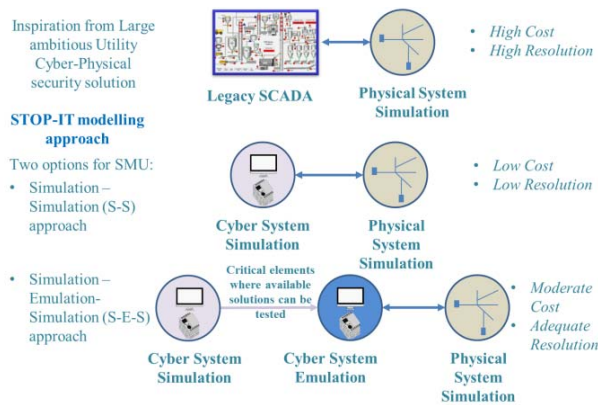 Inspiration from Large
ambitious Utility
Cyber-Physical
security solution
Legacy SCADA
Physical System
Simulation
• High Cost
• High Resolution
STOP-IT modelling
approach
Two options for SMU:
• Simulation –
Simulation (S-S)
approach
Cyber System
Simulation
Physical
System
Simulation
• Low Cost
• Low Resolution
• Simulation –
Emulation-
Simulation (S-E-S)
approach
Critical elements
where available
solutions can be
tested
Cyber System
Simulation
Cyber System
Emulation
Physical
System
Simulation
• Moderate
Cost
• Adequate
Resolution